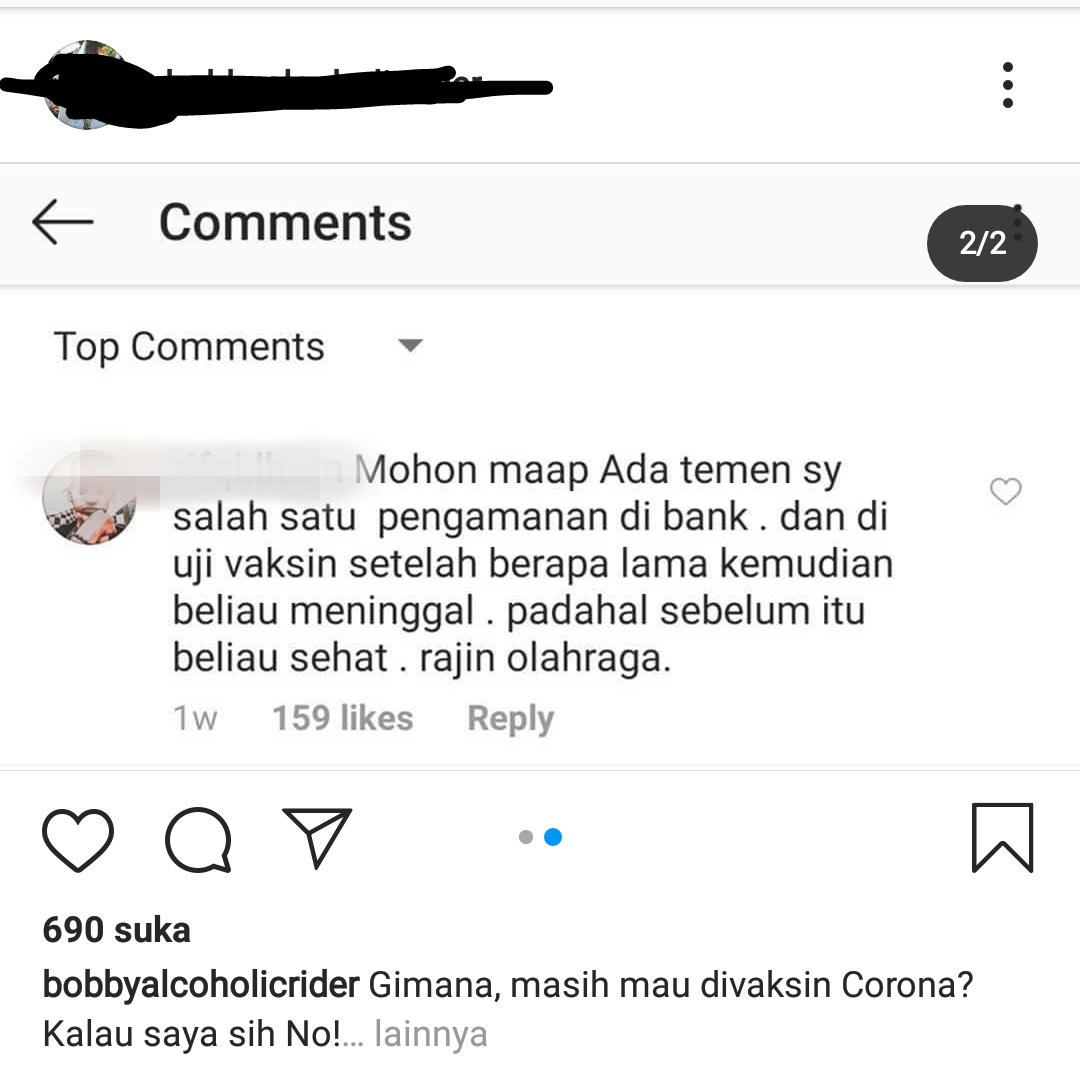 Comments
2/2
Top Comments
Mohon maap Ada temen sy
salah satu pengamanan di bank . dan di
uji vaksin setelah berapa lama kemudian
beliau meninggal . padahal sebelum itu
beliau sehat . rajin olahraga.
1w 159 likes Reply
690 suka
bobbyalcoholicrider Gimana, masih mau divaksin Corona?
Kalau saya sih No!... lainnya